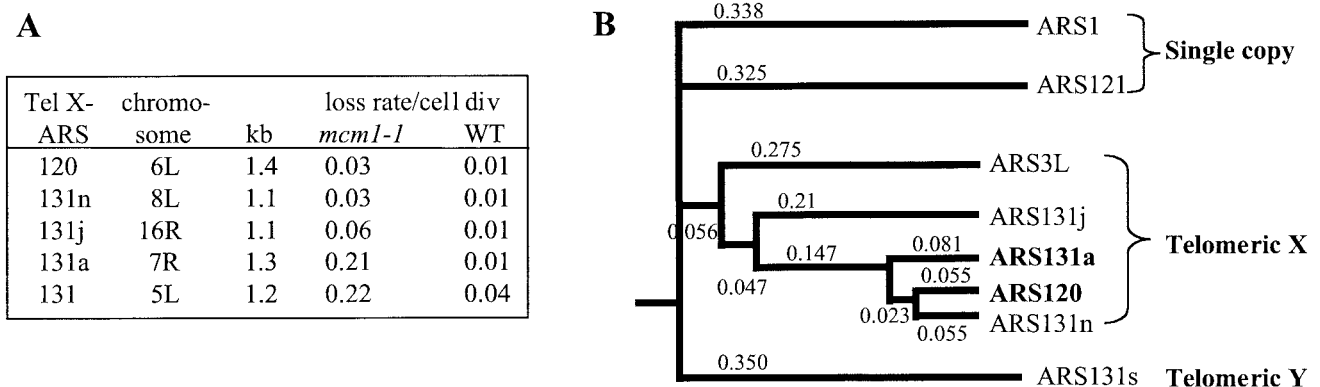 A
Tel X- chromo- loss rate/cell div
ARS some kb mcm1-1 WT
120 6L 1.4 0.03 0.01
131n 8L 1.1 0.03 0.01
131j 16R 1.1 0.06 0.01
131a 7R 1.3 0.21 0.01
131 5L 1.2 0.22 0.04
B
0.338
ARS1
Single copy
0.325
ARS121
0.275
ARS3L
0.21
ARS131j
0.056
Telomeric X
0.147
0.081
ARS131a
0.047
0.055
ARS120
0.023
ARS131n
0.055
0.350
ARS131s Telomeric Y